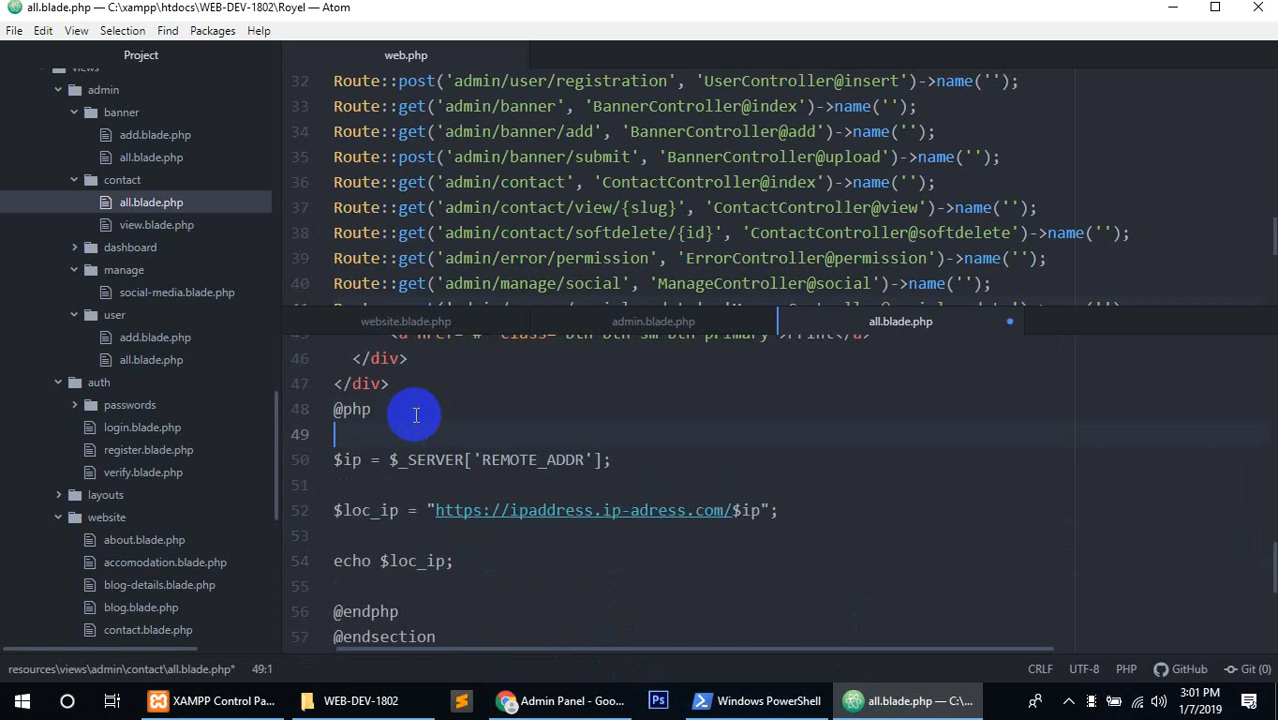 all.blade.php — C:\xampp\htdocs\WEB-DEV-1802\Royel — Atom
File Edit View Selection Find Packages Help
Project
views
admin
banner
add.blade.php
all.blade.php
contact
all.blade.php
view.blade.php
dashboard
manage
social-media.blade.php
user
add.blade.php
all.blade.php
auth
passwords
login.blade.php
register.blade.php
verify.blade.php
layouts
website
about.blade.php
accomodation.blade.php
blog-details.blade.php
blog.blade.php
contact.blade.php
web.php
32 Route::post('admin/user/registration', 'UserController@insert')->name('');
33 Route::get('admin/banner', 'BannerController@index')->name('');
34 Route::get('admin/banner/add', 'BannerController@add')->name('');
35 Route::post('admin/banner/submit', 'BannerController@upload')->name('');
36 Route::get('admin/contact', 'ContactController@index')->name('');
37 Route::get('admin/contact/view/{slug}', 'ContactController@view')->name('');
38 Route::get('admin/contact/softdelete/{id}', 'ContactController@softdelete')->name('');
39 Route::get('admin/error/permission', 'ErrorController@permission')->name('');
40 Route::get('admin/manage/social', 'ManageController@social')->name('');
website.blade.php admin.blade.php all.blade.php
45 <a href="#" class="btn btn-sm btn-primary">Print</a>
46 </div>
47 </div>
48 @php
49
50 $ip = $_SERVER['REMOTE_ADDR'];
51
52 $loc_ip = "https://ipaddress.ip-adress.com/$ip";
53
54 echo $loc_ip;
55
56 @endphp
57 @endsection
resources\views\admin\contact\all.blade.php* 49:1 CRLF UTF-8 PHP GitHub Git (0)
XAMPP Control Pa... WEB-DEV-1802 Admin Panel - Goo... Ps Windows PowerShell all.blade.php — C:\... 3:01 PM
1/7/2019